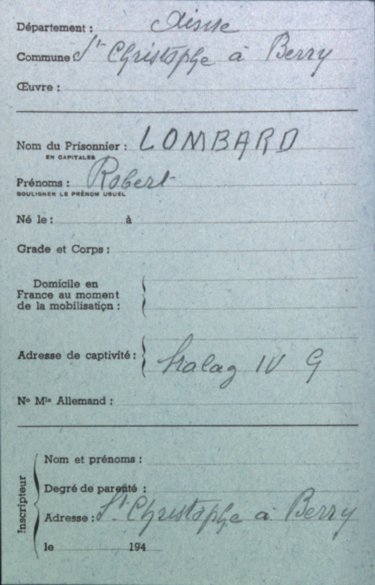 Département : Aisne
Commune St Christophe à Berry
Œuvre :
Nom du Prisonnier : LOMBARD
EN CAPITALES
Prénoms : Robert
SOULIGNER LE PRÉNOM USUEL
Né le : à
Grade et Corps :
Domicile en
France au moment
de la mobilisation :
Adresse de captivité : Stalag IV G
No Mle Allemand :
Inscripteur
Nom et prénoms :
Degré de parenté :
Adresse : St Christophe à Berry
le 194